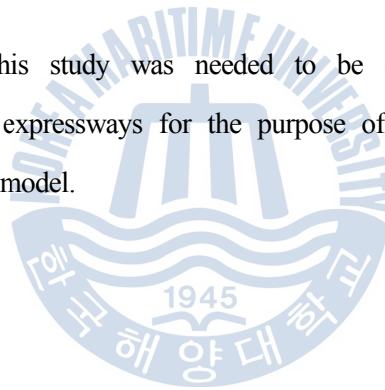 his study was needed to be
expressways for the purpose of
model.
KOREA MARITIME UNIVERSITY
1945
한국해양대학교